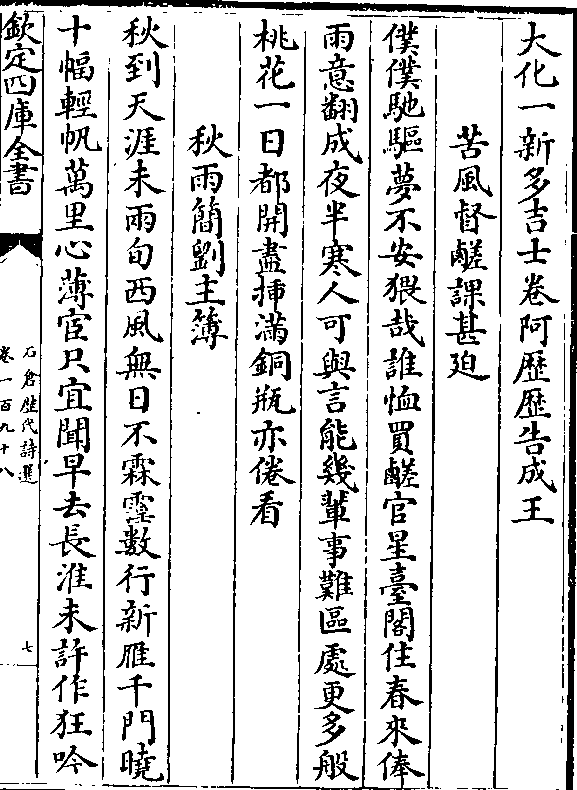 大化一新多吉士卷阿歴歴告成王
苦風督鹺課甚廹
僕僕馳驅夢不安猥哉誰恤買鹺官星臺閣住春來俸
雨意翻成夜半寒人可與言能幾輩事難區處更多般
桃花一日都開盡揷滿銅瓶亦倦看
秋雨簡劉主簿
秋到天涯未雨旬西風無日不霖霪數行新雁千門曉
十幅輕帆萬里心薄宦只宜聞早去長淮未許作狂吟
欽定四庫全書
石倉歴代詩選
卷一百九十八
七